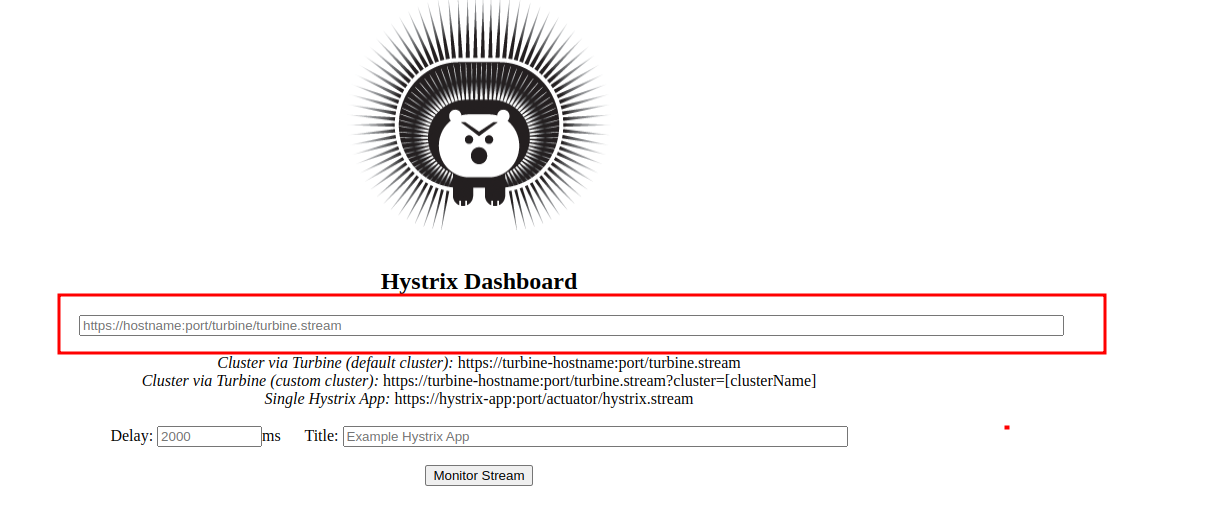 Hystrix Dashboard
https://hostname:port/turbine/turbine.stream
Cluster via Turbine (default cluster): https://turbine-hostname:port/turbine.stream
Cluster via Turbine (custom cluster): https://turbine-hostname:port/turbine.stream?cluster=[clusterName]
Single Hystrix App: https://hystrix-app:port/actuator/hystrix.stream
Delay: 2000 ms Title: Example Hystrix App
Monitor Stream